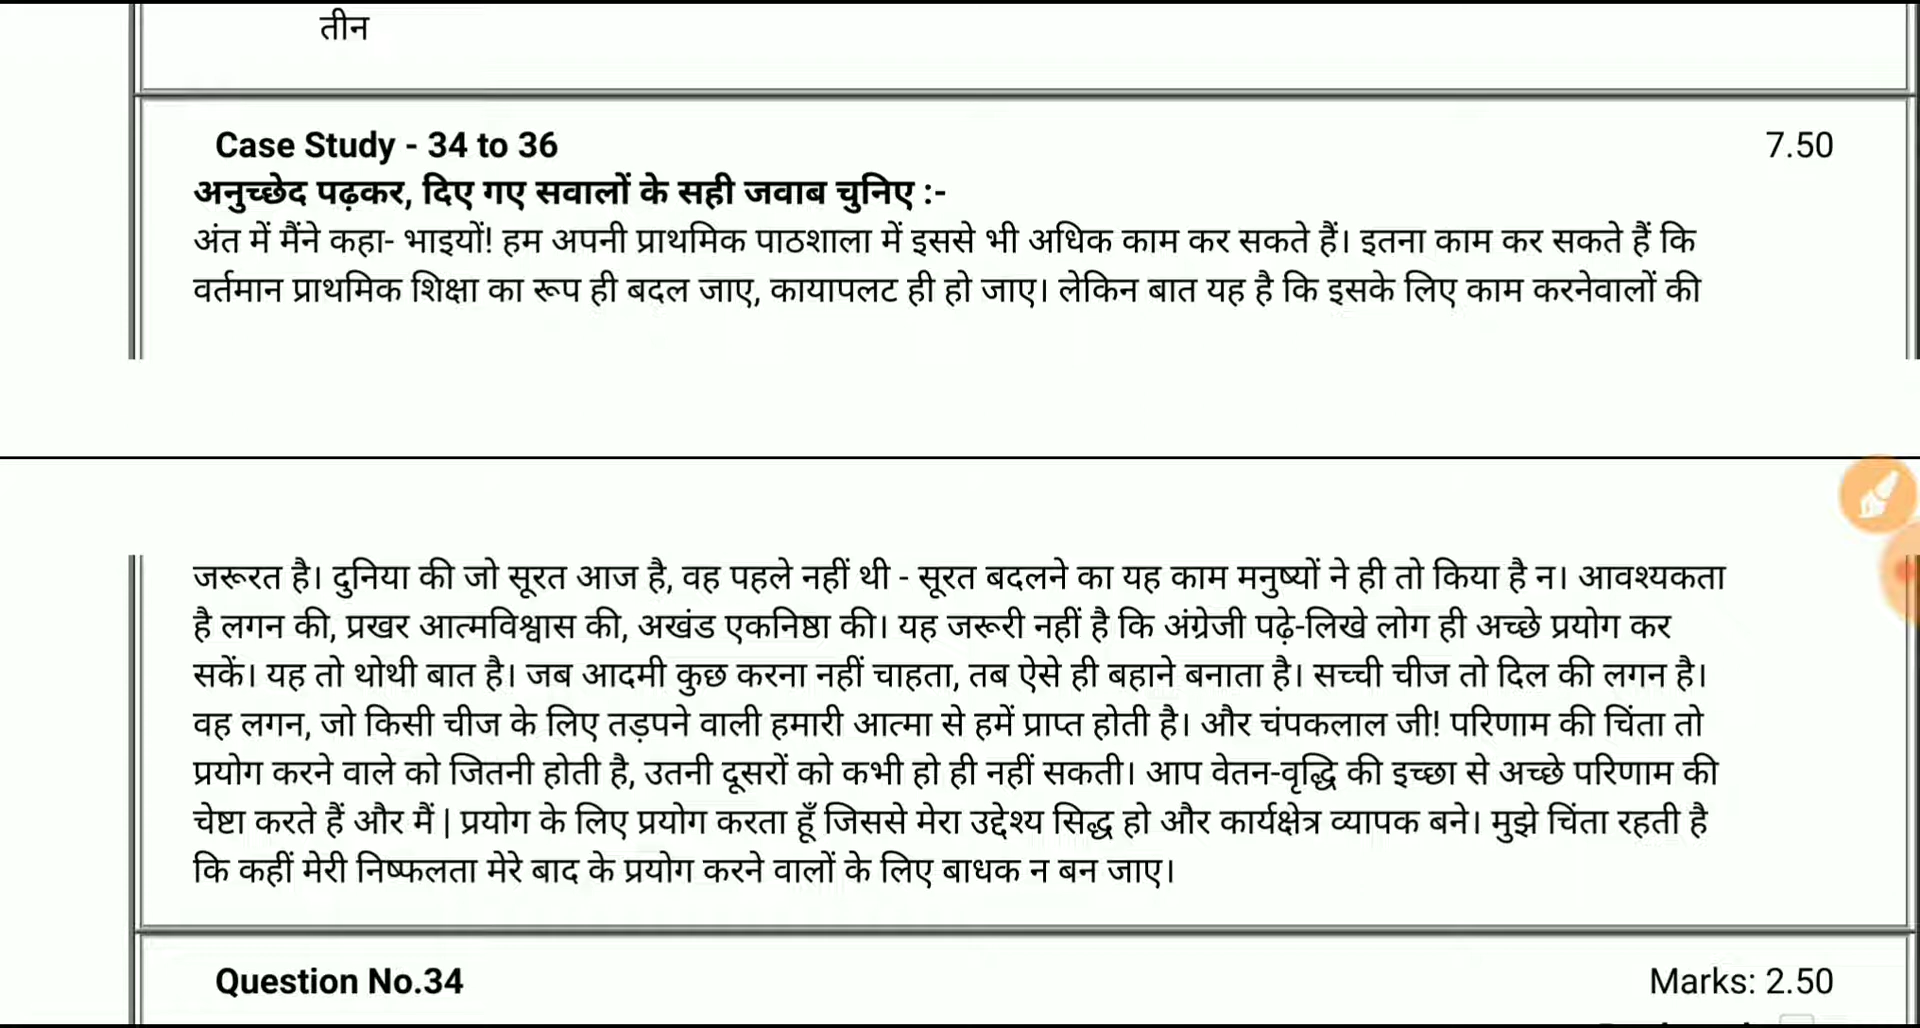 तीन
Case Study - 34 to 36 7.50
अनुच्छेद पढ़कर, दिए गए सवालों के सही जवाब चुनिए :-
अंत में मैंने कहा- भाइयों! हम अपनी प्राथमिक पाठशाला में इससे भी अधिक काम कर सकते हैं। इतना काम कर सकते हैं कि
वर्तमान प्राथमिक शिक्षा का रूप ही बदल जाए, कायापलट ही हो जाए। लेकिन बात यह है कि इसके लिए काम करनेवालों की
जरूरत है। दुनिया की जो सूरत आज है, वह पहले नहीं थी - सूरत बदलने का यह काम मनुष्यों ने ही तो किया है न। आवश्यकता
है लगन की, प्रखर आत्मविश्वास की, अखंड एकनिष्ठा की। यह जरूरी नहीं है कि अंग्रेजी पढ़े-लिखे लोग ही अच्छे प्रयोग कर
सकें। यह तो थोथी बात है। जब आदमी कुछ करना नहीं चाहता, तब ऐसे ही बहाने बनाता है। सच्ची चीज तो दिल की लगन है।
वह लगन, जो किसी चीज के लिए तड़पने वाली हमारी आत्मा से हमें प्राप्त होती है। और चंपकलाल जी! परिणाम की चिंता तो
प्रयोग करने वाले को जितनी होती है, उतनी दूसरों को कभी हो ही नहीं सकती। आप वेतन-वृद्धि की इच्छा से अच्छे परिणाम की
चेष्टा करते हैं और मैं | प्रयोग के लिए प्रयोग करता हूँ जिससे मेरा उद्देश्य सिद्ध हो और कार्यक्षेत्र व्यापक बने। मुझे चिंता रहती है
कि कहीं मेरी निष्फलता मेरे बाद के प्रयोग करने वालों के लिए बाधक न बन जाए।
Question No.34 Marks: 2.50